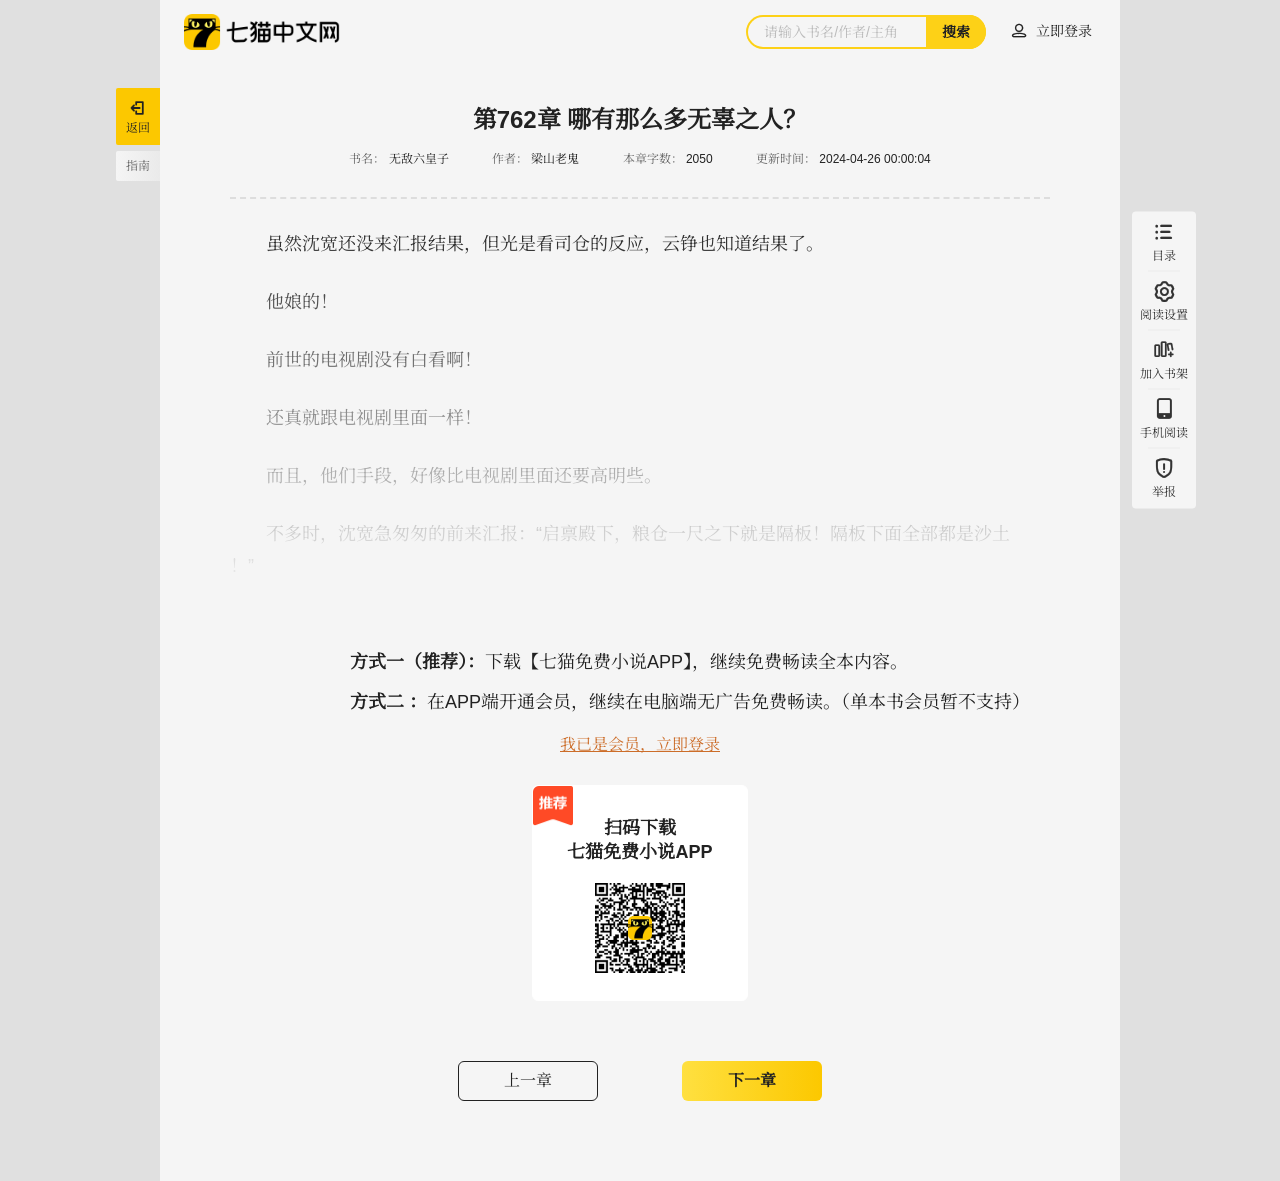 七猫中文网
请输入书名/作者/主角
搜索
立即登录
返回
指南
第762章 哪有那么多无辜之人？
书名： 无敌六皇子 作者： 梁山老鬼 本章字数： 2050 更新时间： 2024-04-26 00:00:04
虽然沈宽还没来汇报结果，但光是看司仓的反应，云铮也知道结果了。
他娘的！
前世的电视剧没有白看啊！
还真就跟电视剧里面一样！
而且，他们手段，好像比电视剧里面还要高明些。
不多时，沈宽急匆匆的前来汇报：“启禀殿下，粮仓一尺之下就是隔板！隔板下面全部都是沙土
！”
目录
阅读设置
加入书架
手机阅读
举报
方式一（推荐）：下载【七猫免费小说APP】，继续免费畅读全本内容。
方式二 ：在APP端开通会员，继续在电脑端无广告免费畅读。（单本书会员暂不支持）
我已是会员，立即登录
推荐
扫码下载
七猫免费小说APP
上一章
下一章